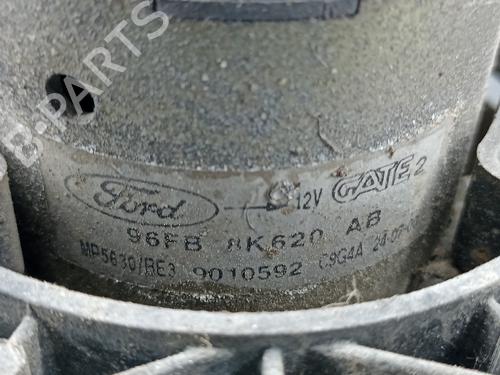 B-PARTS
Ford 12V GATE 2
96FB 8K620 AB
MP5630/RE3 9010592 C9G4A